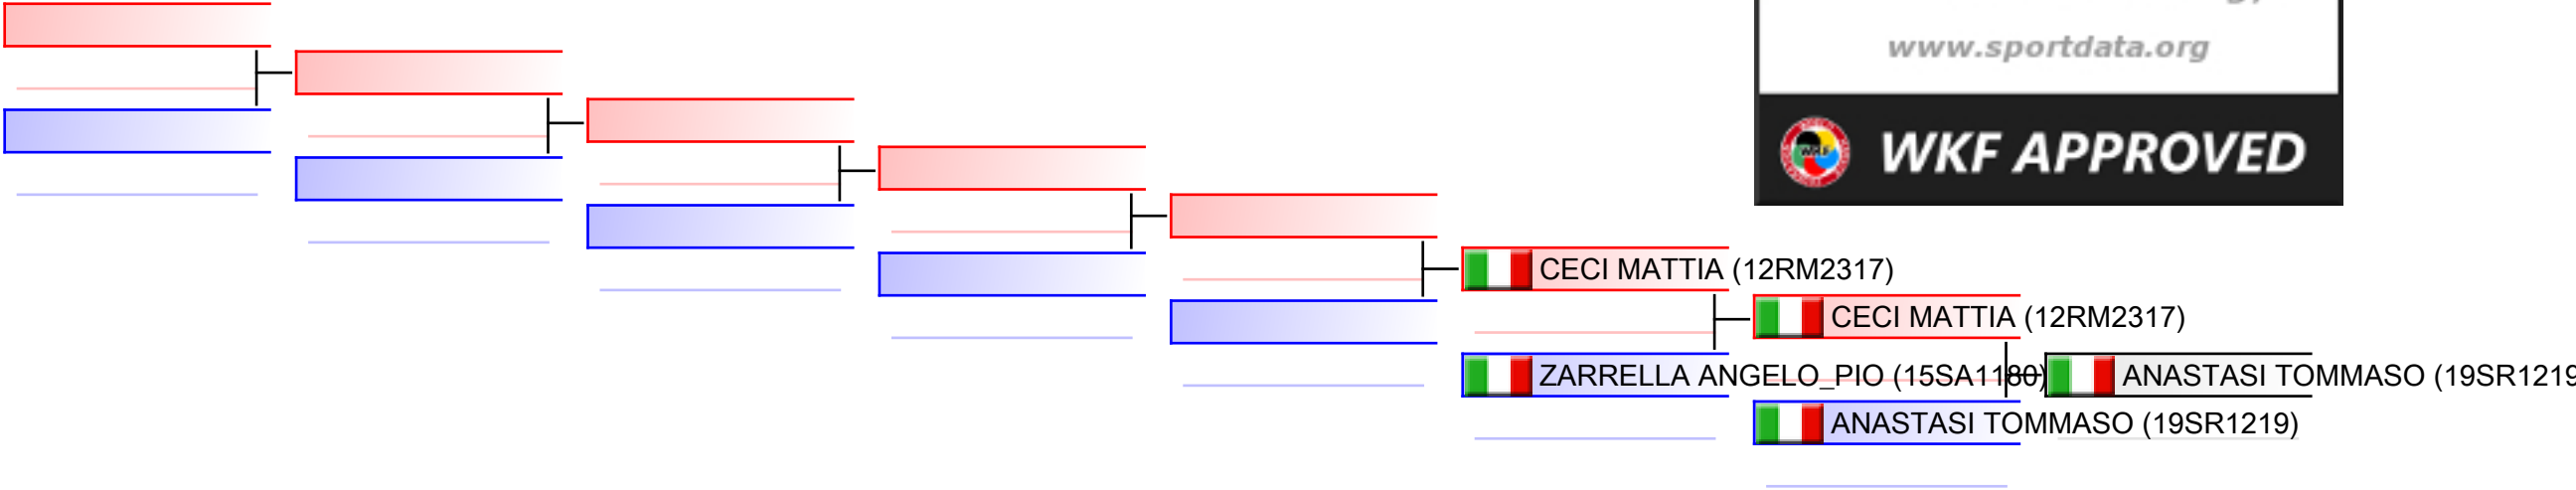 www.sportdata.org
WKF APPROVED
CECI MATTIA (12RM2317)
CECI MATTIA (12RM2317)
ZARRELLA ANGELO_PIO (15SA1180)
ANASTASI TOMMASO (19SR1219
ANASTASI TOMMASO (19SR1219)